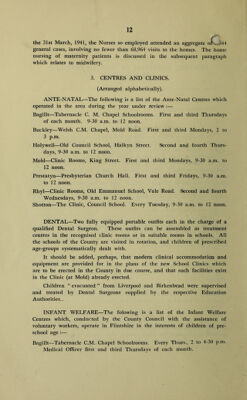 12
the 31st March, 1941, the Nurses so employed attended an aggregate of
general cases, involving no fewer than 60,964 visits to the homes. The home
nursing of maternity patients is discussed in the subsequent paragraph
which relates to midwifery.
3. CENTRES AND CLINICS.
(Arranged alphabetically).
ANTE-NATAL—The following is a list of the Ante-Natal Centres which
operated in the area during the year under review :—
Bagillt—Tabernacle C. M. Chapel Schoolrooms. First and third Thursdays
of each month. 9-30 a.m. to 12 noon.
Buckley—Welsh C.M. Chapel, Mold Road. First and third Mondays, 2 to
3 p.m.
Holywell—Old Council School, Halkyn Street. Second and fourth Thurs-
days, 9-30 a.m. to 12 noon.
Mold—Clinic Rooms, King Street. First and third Mondays, 9-30 a.m. to
12 noon.
Prestatyn—Presbyterian Church Hall. First and third Fridays, 9-30 a.m.
to 12 noon.
Rhyl—Clinic Rooms, Old Emmanuel School, Vale Road. Second and fourth
Wednesdays, 9-30 a.m. to 12 noon.
Shotton—The Clinic, Council School. Every Tuesday, 9-30 a.m. to 12 noon.
DENTAL—Two fully equipped portable outfits each in the charge of a
qualified Dental Surgeon. These outfits can be assembled as treatment
centres in the recognised clinic rooms or in suitable rooms in schools. All
the schools of the County are visited in rotation, and children of prescribed
age-groups systematically dealt with.
It should be added, perhaps, that modern clinical accommodation and
equipment are provided for in the plans of the new School Clinics which
are to be erected in the County in due course, and that such facilities exist
in the Clinic (at Mold) already erected.
Children "evacuated" from Liverpool and Birkenhead were supervised
and treated by Dental Surgeons supplied by the respective Education
Authorities.
INFANT WELFARE—The following is a list of the Infant Welfare
Centres which, conducted by the County Council with the assistance of
voluntary workers, operate in Flintshire in the interests of children of pre-
school age :—
Bagillt—Tabernacle C.M. Chapel Schoolrooms. Every Thurs., 2 to 4-30 p.m.
Medical Officer first and third Thursdays of each month.